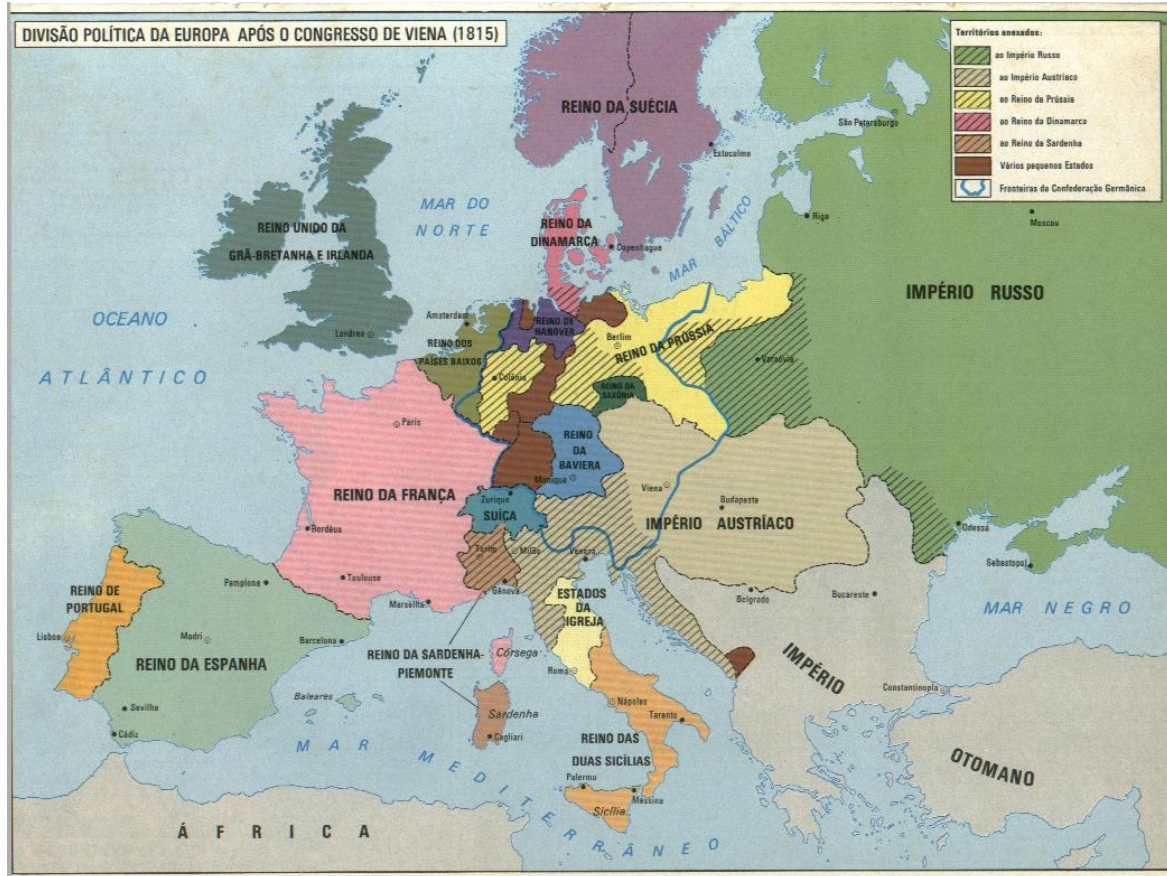 DIVISÃO POLÍTICA DA EUROPA APÓS O CONGRESSO DE VIENA (1815)
Territórios anexados:
ao Império Russo
ao Império Austríaco
ao Reino da Prússia
ao Reino da Dinamarca
ao Reino da Sardenha
Vários pequenos Estados
Fronteiras da Confederação Germânica
REINO DA SUÉCIA
São Petersburgo
Estocolmo
MAR DO
NORTE
REINO DA
DINAMARCA
Copenhague
MAR
BÁLTICO
Riga
Moscou
REINO UNIDO DA
GRÃ-BRETANHA E IRLANDA
Londres
IMPÉRIO RUSSO
OCEANO
ATLÂNTICO
Amsterdam
REINO DOS
PAÍSES BAIXOS
REINO DE
HANOVER
Berlim
REINO DA PRÚSSIA
Varsóvia
Colônia
REINO DA
SAXÔNIA
Paris
REINO
DA
BAVIERA
Munique
REINO DA FRANÇA
Zurique
SUÍÇA
Viena
Budapeste
IMPÉRIO AUSTRÍACO
Odessa
Sebastopol
Bordéus
Turim
Milão
Veneza
Toulouse
Gênova
Marselha
Pamplona
Belgrado
Bucareste
MAR NEGRO
REINO DE
PORTUGAL
Lisboa
Madri
Barcelona
REINO DA ESPANHA
ESTADOS
DA
IGREJA
REINO DA SARDENHA-
PIEMONTE
Córsega
Roma
IMPÉRIO
Constantinopla
Baleares
Sevilha
Cádiz
Sardenha
Cagliari
Nápoles
Taranto
REINO DAS
DUAS SICÍLIAS
OTOMANO
Palermo
Messina
Sicília
MAR MEDITERRÂNEO
ÁFRICA